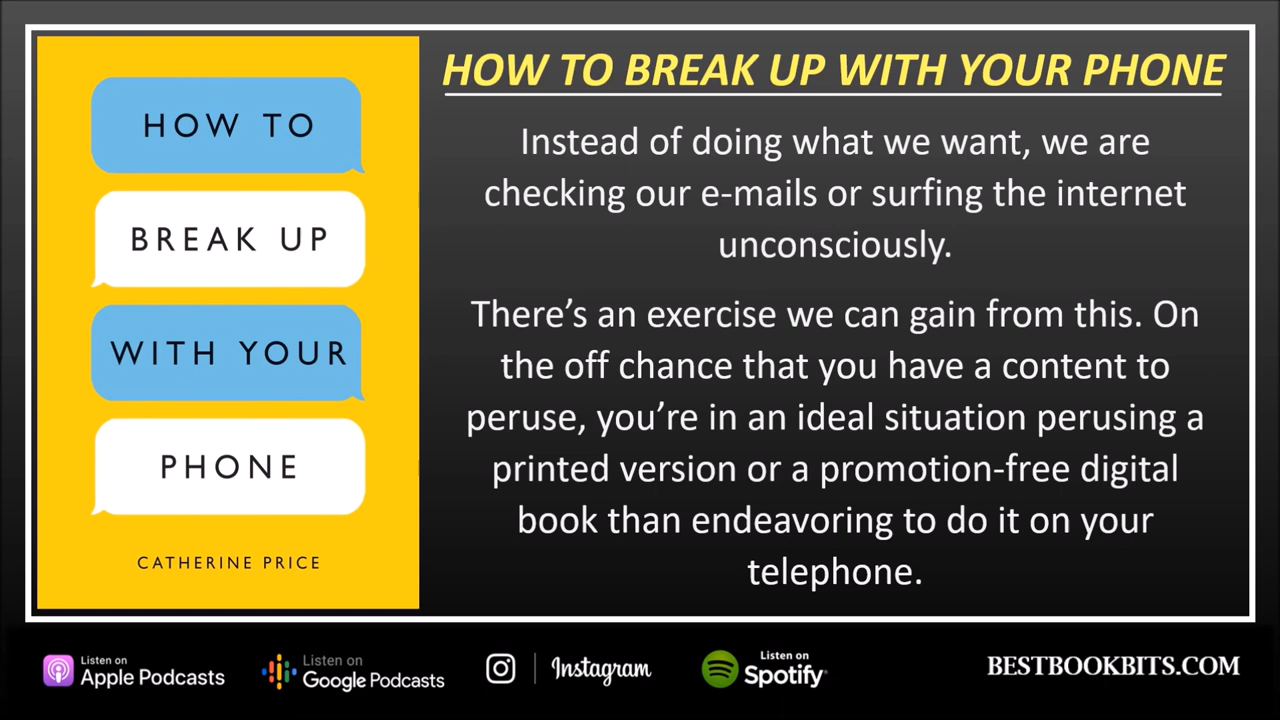 HOW TO
BREAK UP
WITH YOUR
PHONE
CATHERINE PRICE
HOW TO BREAK UP WITH YOUR PHONE
Instead of doing what we want, we are
checking our e-mails or surfing the internet
unconsciously.
There’s an exercise we can gain from this. On
the off chance that you have a content to
peruse, you’re in an ideal situation perusing a
printed version or a promotion-free digital
book than endeavoring to do it on your
telephone.
Listen on
Apple Podcasts
Listen on
Google Podcasts
Instagram
Listen on
Spotify
BESTBOOKBITS.COM